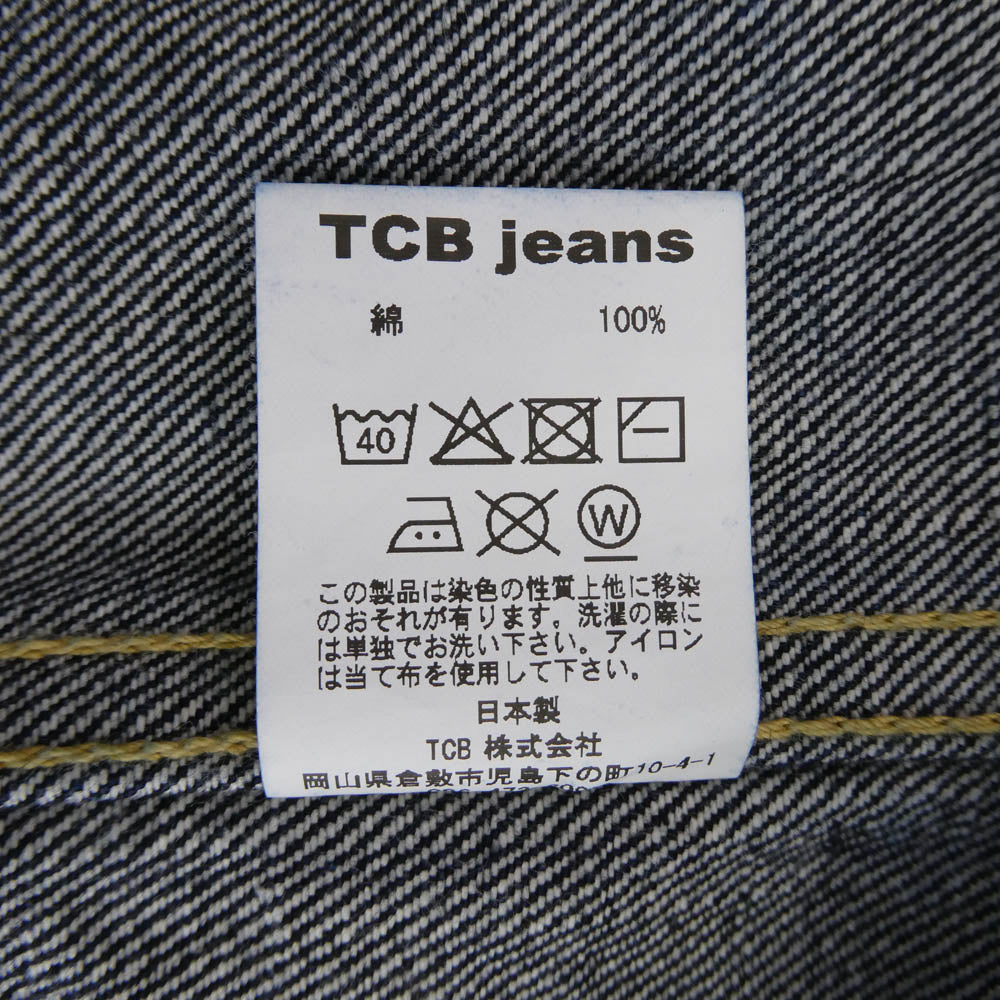 TCB jeans
綿 100%
40
W
この製品は染色の性質上他に移染
のおそれが有ります。洗濯の際に
は単独でお洗い下さい。アイロン
は当て布を使用して下さい。
日本製
TCB 株式会社
岡山県倉敷市児島下の町10-4-1